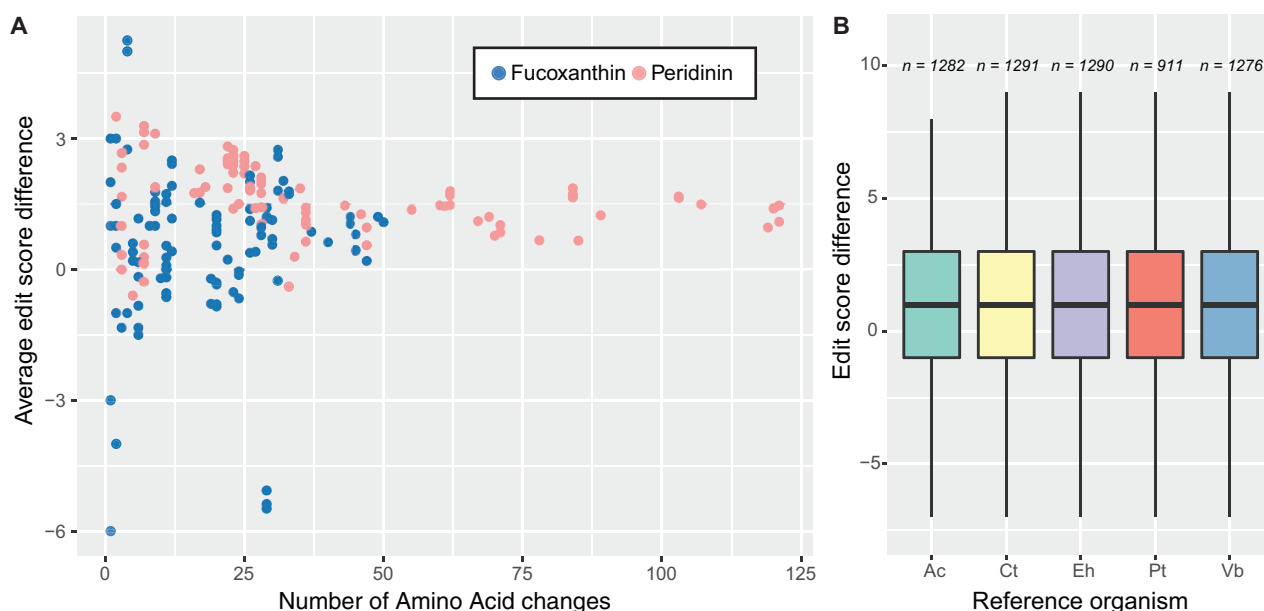 A
Fucoxanthin Peridinin
Average edit score difference
3
0
−3
−6
0 25 50 75 100 125
Number of Amino Acid changes
B
n = 1282 n = 1291 n = 1290 n = 911 n = 1276
Edit score difference
10
5
0
−5
Ac Ct Eh Pt Vb
Reference organism